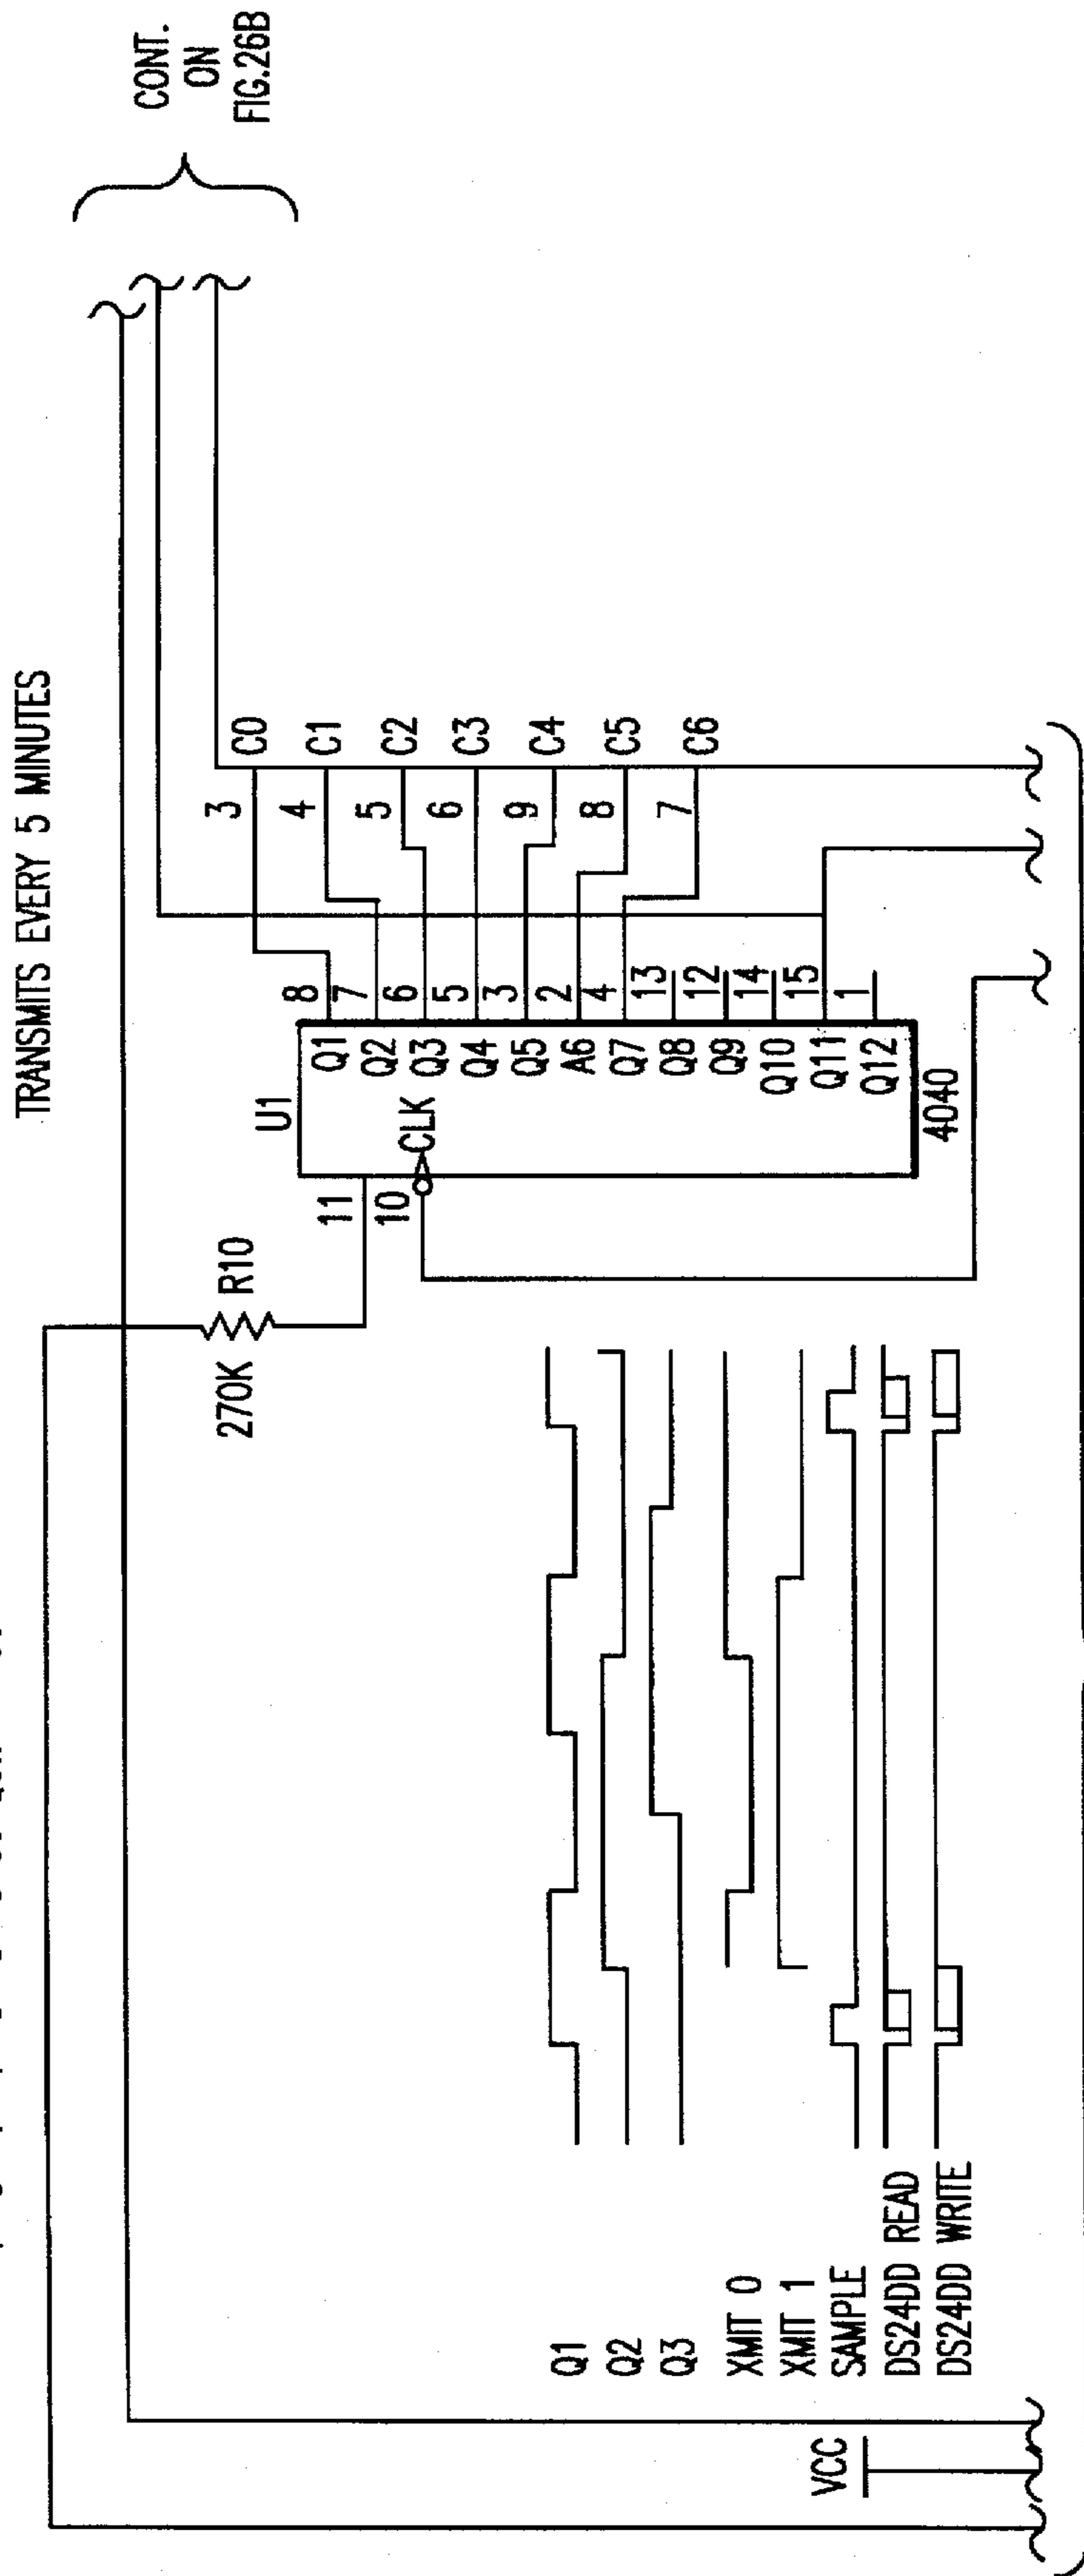 TRANSMITS EVERY 5 MINUTES
CONT.
ON
FIG.26B
270K R10
U1
11
10
CLK
Q1 8 3 C0
Q2 7 4 C1
Q3 6 5 C2
Q4 5 6 C3
Q5 3 9 C4
A6 2 8 C5
Q7 4 7 C6
Q8 13
Q9 12
Q10 14
Q11 15
Q12 1
4040
Q1
Q2
Q3
XMIT 0
XMIT 1
SAMPLE
DS24DD READ
DS24DD WRITE
VCC